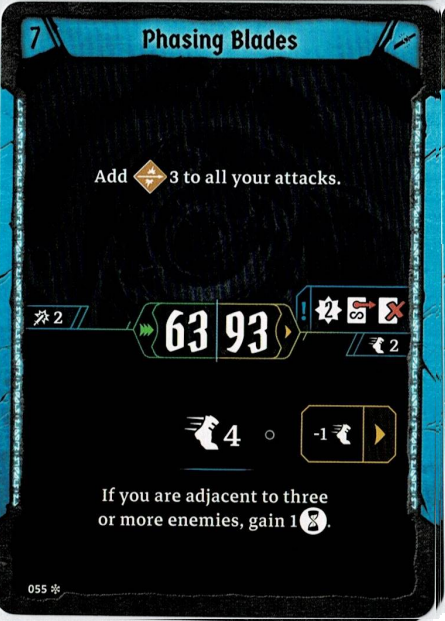 7 Phasing Blades
Add 3 to all your attacks.
2 63 93 ! 2
2
4 -1
If you are adjacent to three
or more enemies, gain 1.
055